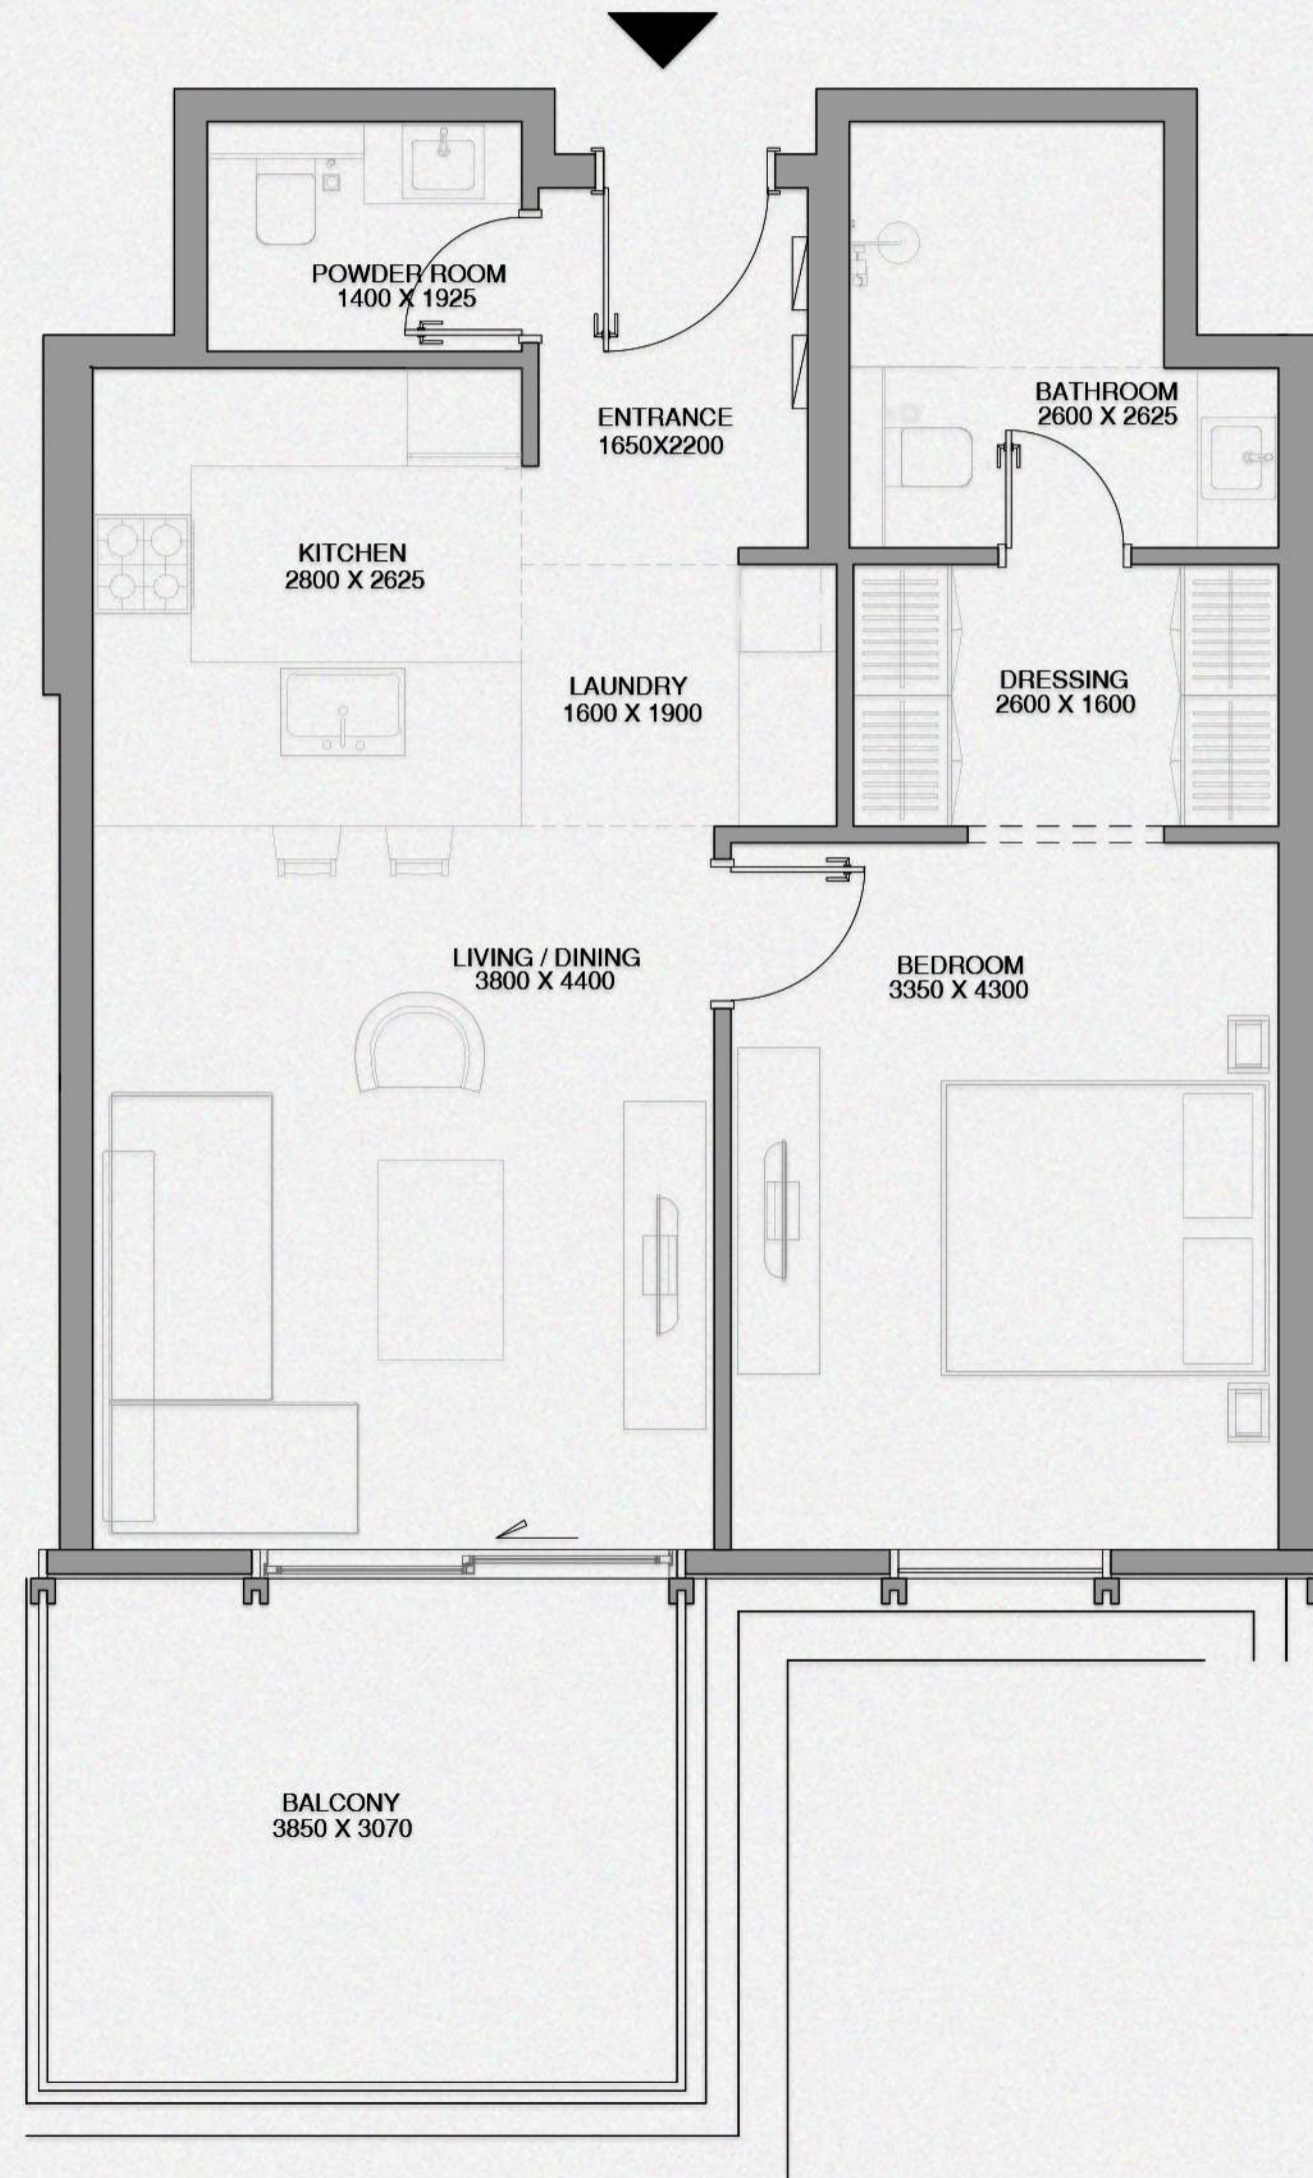 POWDER ROOM
1400 X 1925
ENTRANCE
1650X2200
BATHROOM
2600 X 2625
KITCHEN
2800 X 2625
LAUNDRY
1600 X 1900
DRESSING
2600 X 1600
LIVING / DINING
3800 X 4400
BEDROOM
3350 X 4300
BALCONY
3850 X 3070